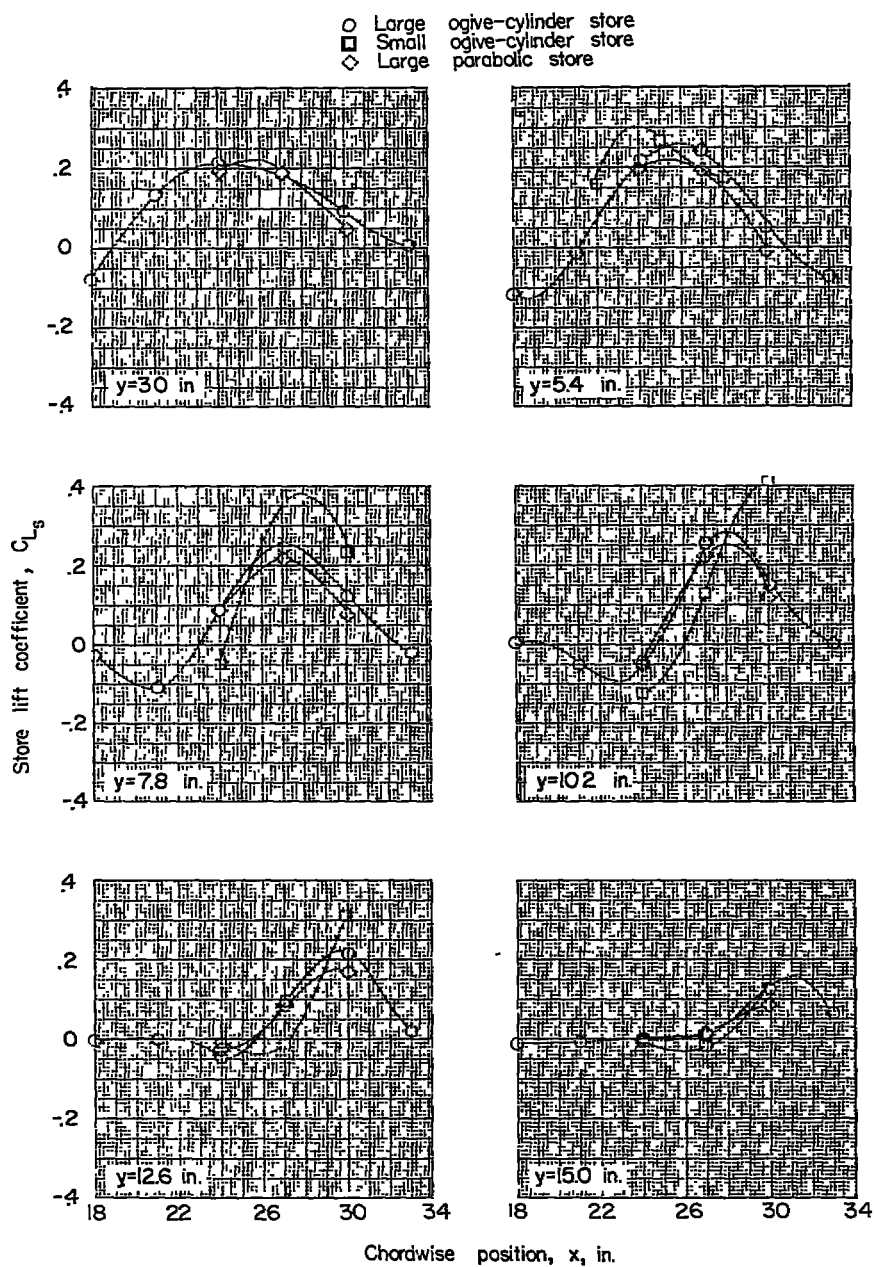 Large ogive-cylinder store
Small ogive-cylinder store
Large parabolic store
.4
.2
0
-.2
-.4
y=3.0 in
y=5.4 in.
Store lift coefficient, CLs
.4
.2
0
-.2
-.4
y=7.8 in.
y=10.2 in.
.4
.2
0
-.2
-.4
y=12.6 in.
y=15.0 in.
18 22 26 30 34
18 22 26 30 34
Chordwise position, x, in.